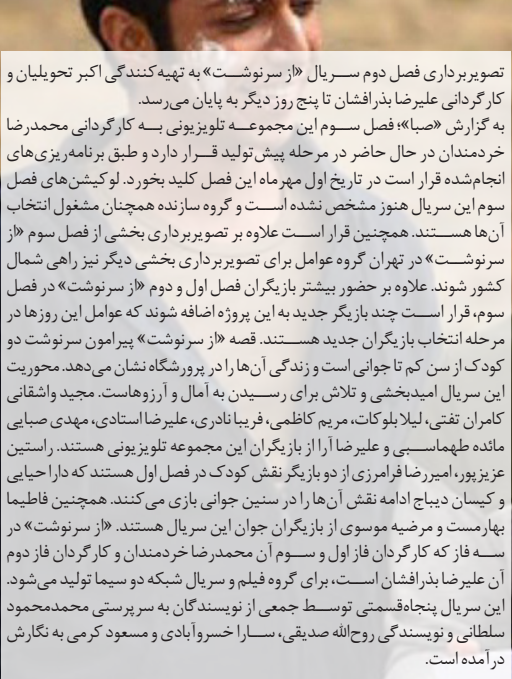 تصویربرداری فصل دوم سریال «از سرنوشت» به تهیه‌کنندگی اکبر تحویلیان و
کارگردانی علیرضا بذرافشان تا پنج روز دیگر به پایان می‌رسد.
به گزارش «صبا»؛ فصل سوم این مجموعه تلویزیونی به کارگردانی محمدرضا
خردمندان در حال حاضر در مرحله پیش‌تولید قرار دارد و طبق برنامه‌ریزی‌های
انجام‌شده قرار است در تاریخ اول مهرماه این فصل کلید بخورد. لوکیشن‌های فصل
سوم این سریال هنوز مشخص نشده است و گروه سازنده همچنان مشغول انتخاب
آن‌ها هستند. همچنین قرار است علاوه بر تصویربرداری بخشی از فصل سوم «از
سرنوشت» در تهران گروه عوامل برای تصویربرداری بخشی دیگر نیز راهی شمال
کشور شوند. علاوه بر حضور بیشتر بازیگران فصل اول و دوم «از سرنوشت» در فصل
سوم، قرار است چند بازیگر جدید به این پروژه اضافه شوند که عوامل این روزها در
مرحله انتخاب بازیگران جدید هستند. قصه «از سرنوشت» پیرامون سرنوشت دو
کودک از سن کم تا جوانی است و زندگی آن‌ها را در پرورشگاه نشان می‌دهد. محوریت
این سریال امیدبخشی و تلاش برای رسیدن به آمال و آرزوهاست. مجید واشقانی
کامران تفتی، لیلا بلوکات، مریم کاظمی، فریبا نادری، علیرضا استادی، مهدی صبایی
مائده طهماسبی و علیرضا آرا از بازیگران این مجموعه تلویزیونی هستند. راستین
عزیزپور، امیررضا فرامرزی از دو بازیگر نقش کودک در فصل اول هستند که دارا حیایی
و کیسان دیباج ادامه نقش آن‌ها را در سنین جوانی بازی می‌کنند. همچنین فاطیما
بهارمست و مرضیه موسوی از بازیگران جوان این سریال هستند. «از سرنوشت» در
سه فاز که کارگردان فاز اول و سوم آن محمدرضا خردمندان و کارگردان فاز دوم
آن علیرضا بذرافشان است، برای گروه فیلم و سریال شبکه دو سیما تولید می‌شود.
این سریال پنجاه‌قسمتی توسط جمعی از نویسندگان به سرپرستی محمدمحمود
سلطانی و نویسندگی روح‌الله صدیقی، سارا خسروآبادی و مسعود کرمی به نگارش
درآمده است.